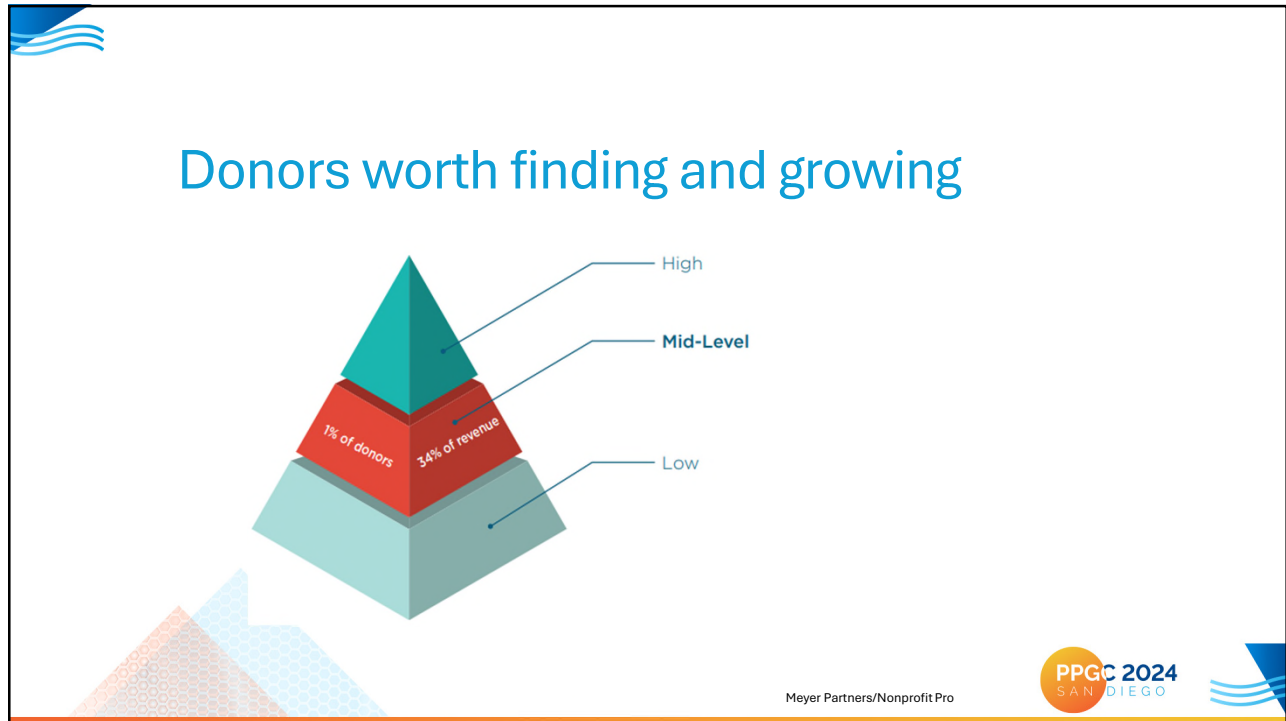 Donors worth finding and growing
High
Mid-Level
1% of donors
34% of revenue
Low
Meyer Partners/Nonprofit Pro
PPGC 2024
SAN DIEGO